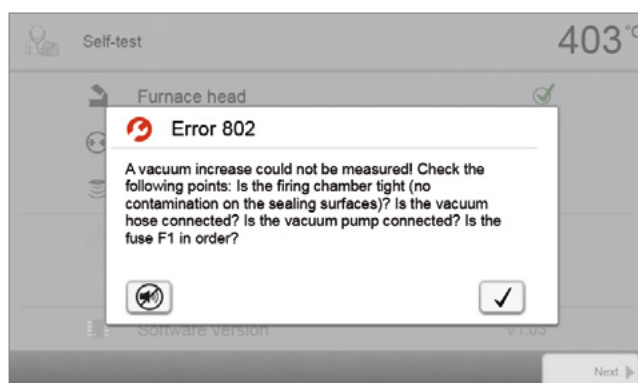 Self-test
403 °C
Furnace head
Error 802
A vacuum increase could not be measured! Check the
following points: Is the firing chamber tight (no
contamination on the sealing surfaces)? Is the vacuum
hose connected? Is the vacuum pump connected? Is the
fuse F1 in order?
Software version V1.03
Next